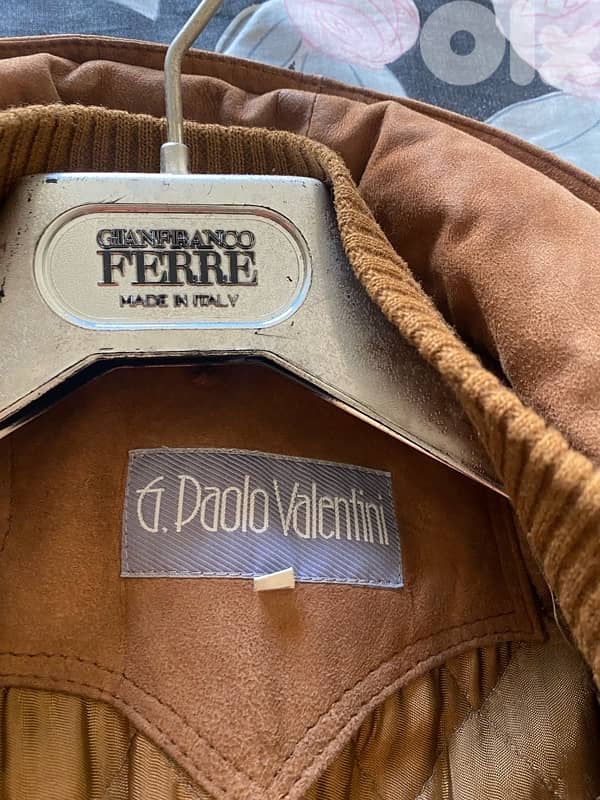 GIANFRANCO
FERRE
MADE IN ITALY
G. Paolo Valentini